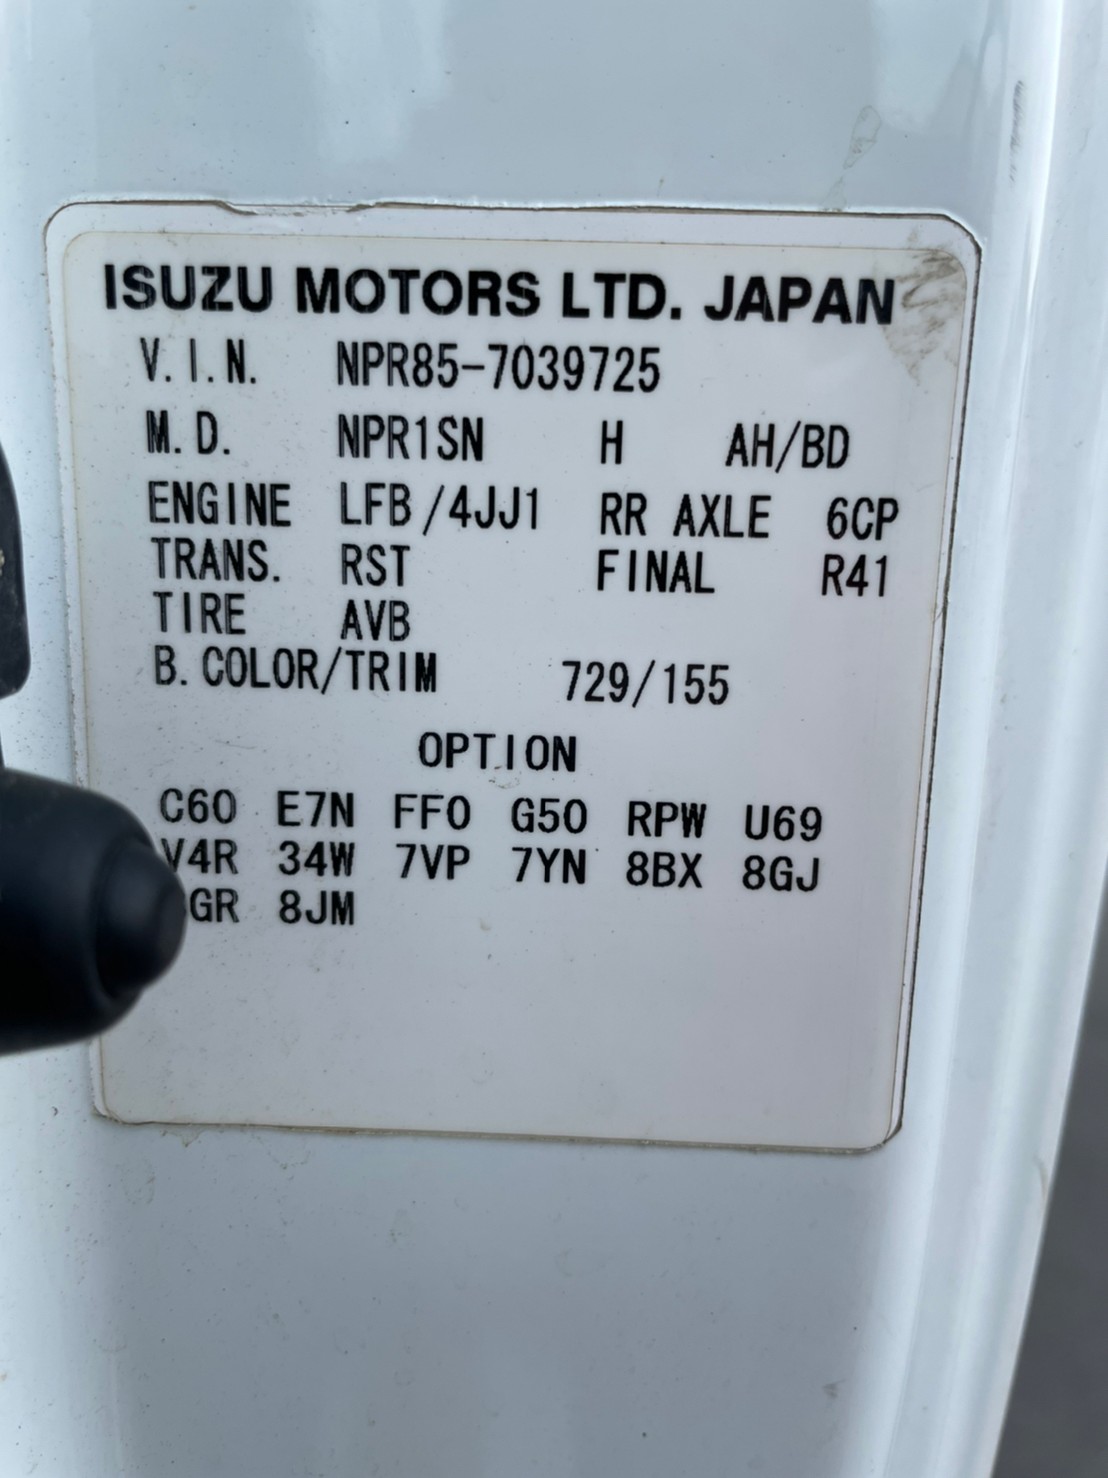 ISUZU MOTORS LTD. JAPAN
V.I.N. NPR85-7039725
M.D. NPR1SN H AH/BD
ENGINE LFB/4JJ1 RR AXLE 6CP
TRANS. RST FINAL R41
TIRE AVB
B.COLOR/TRIM 729/155
OPTION
C60 E7N FF0 G50 RPW U69
V4R 34W 7VP 7YN 8BX 8GJ
8JM